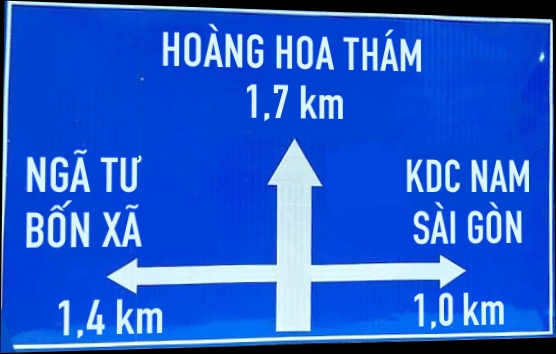 HOÀNG HOA THÁM
1,7 km
NGÃ TƯ
BỐN XÃ
1,4 km
KDC NAM
SÀI GÒN
1,0 km